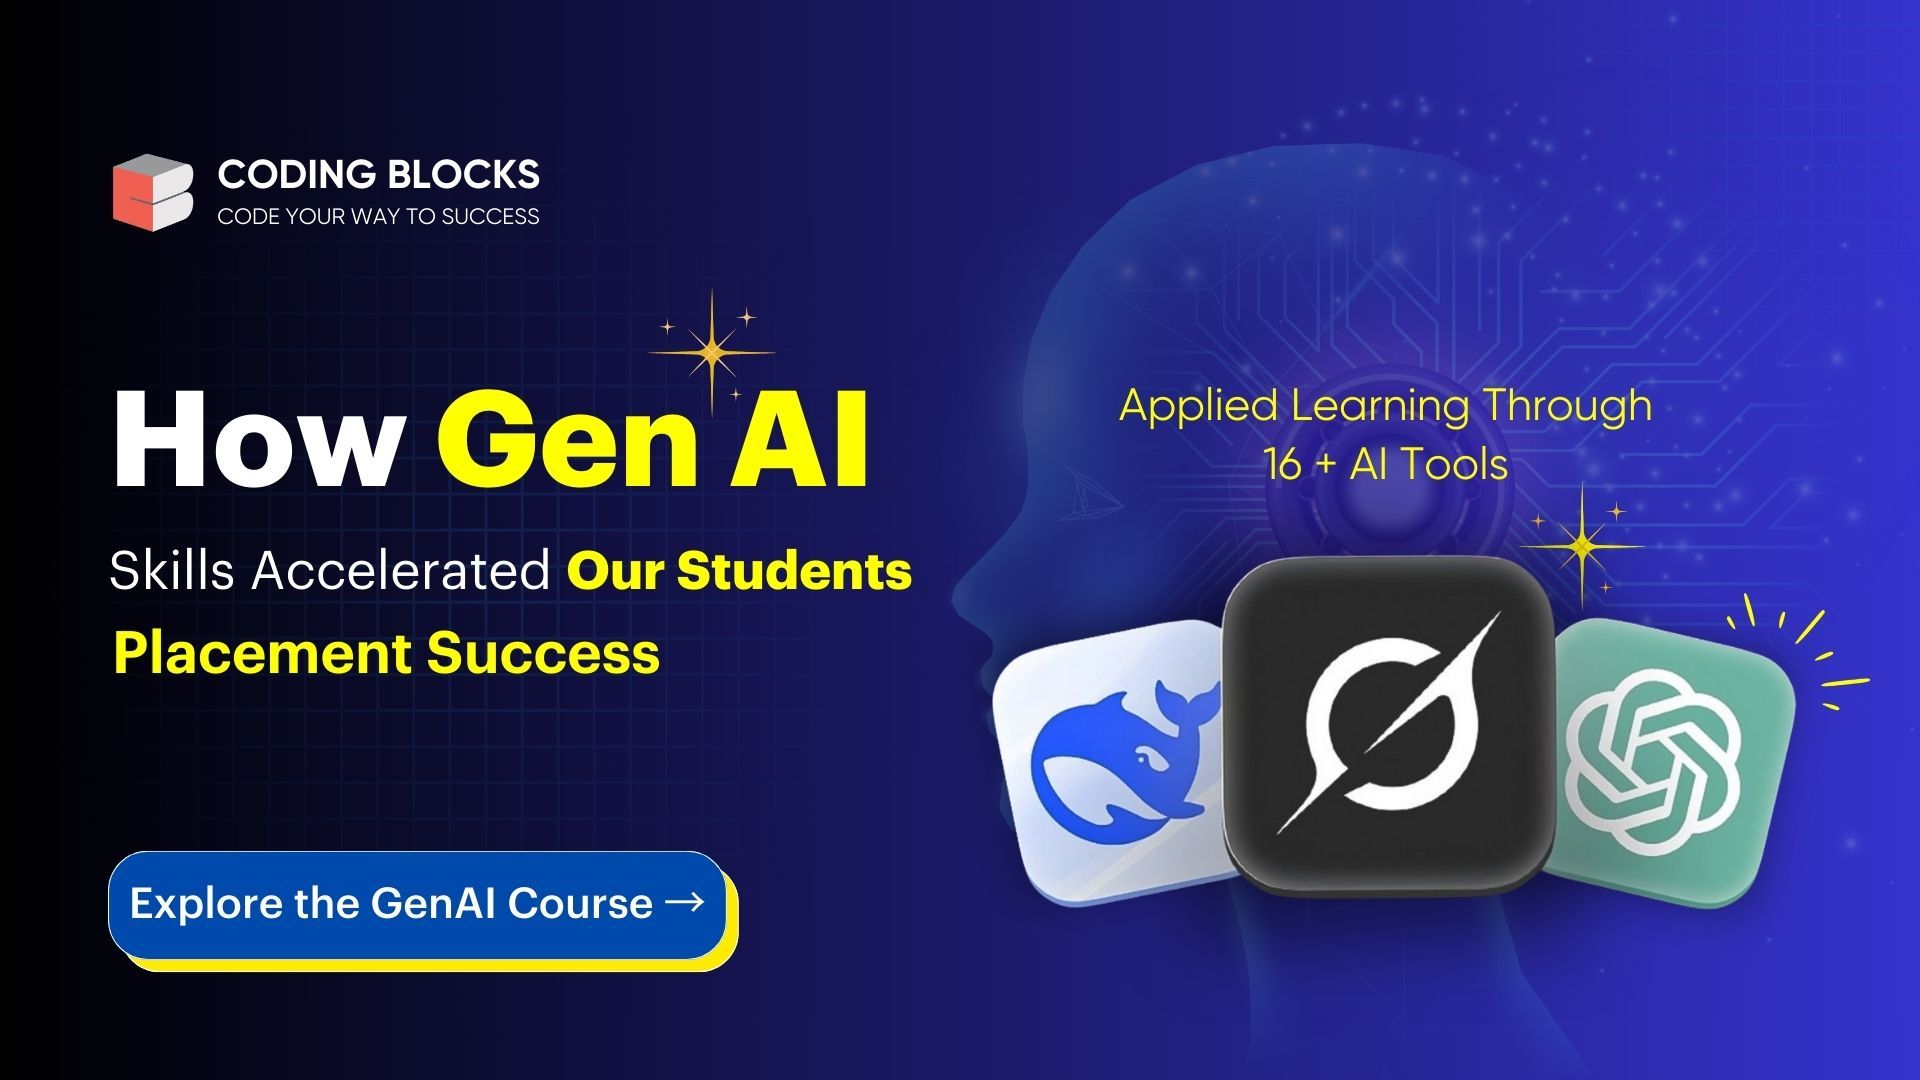 CODING BLOCKS
CODE YOUR WAY TO SUCCESS
How Gen AI
Skills Accelerated Our Students
Placement Success
Explore the GenAI Course →
Applied Learning Through
16 + AI Tools